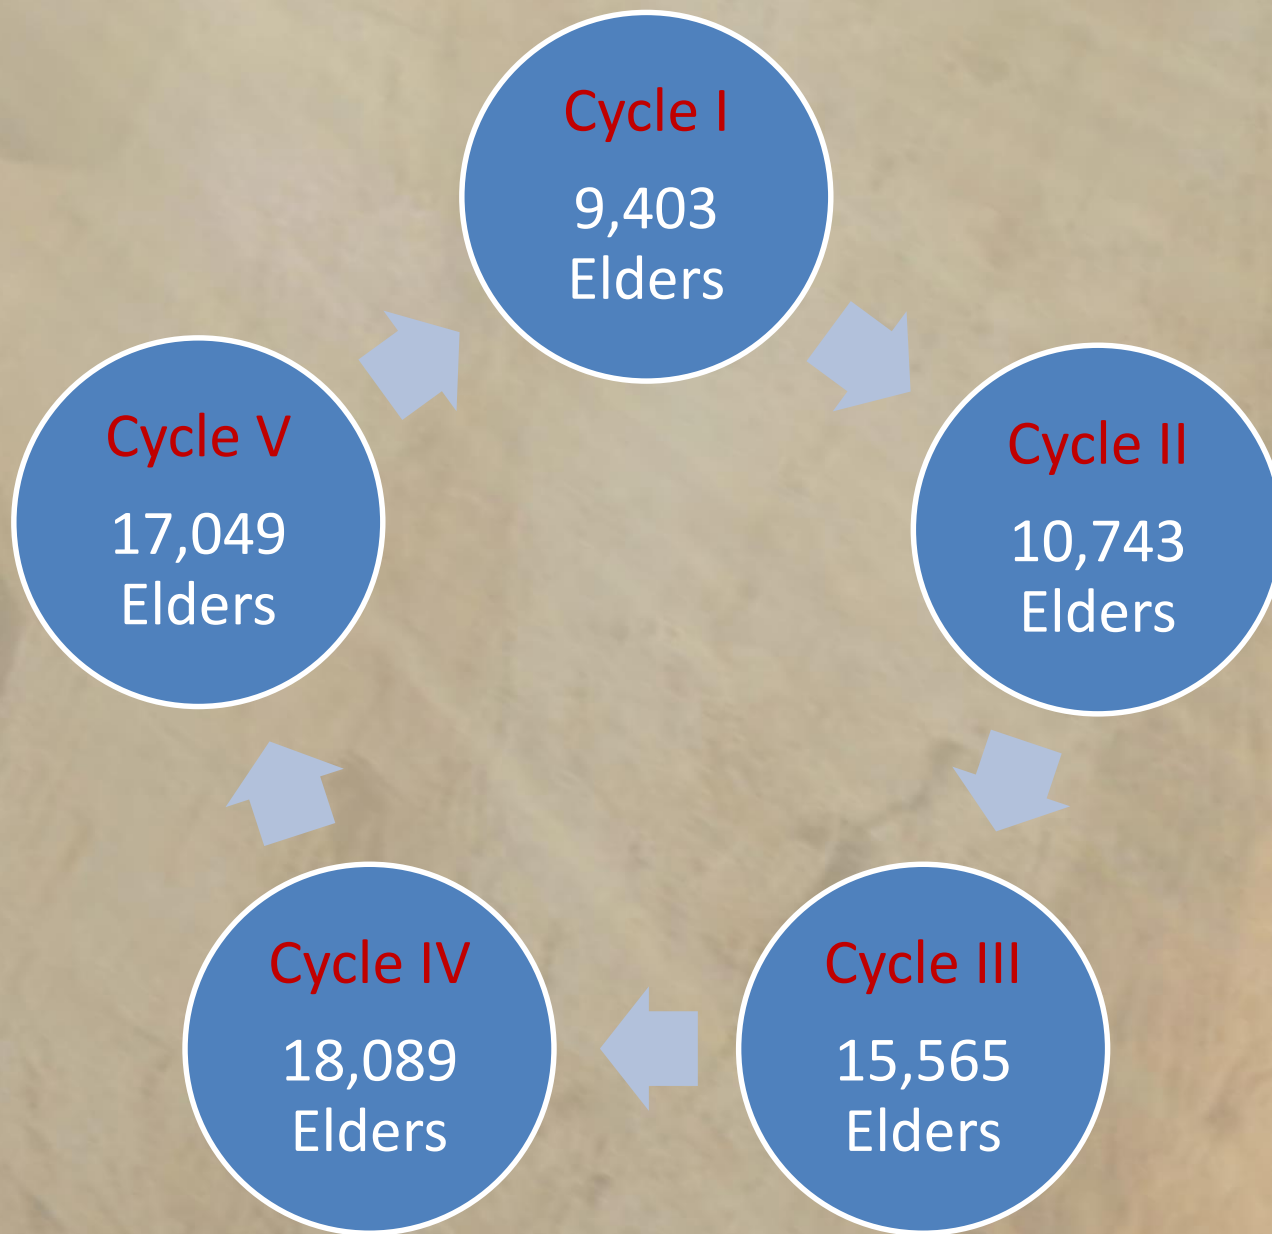 Cycle I
9,403
Elders
Cycle II
10,743
Elders
Cycle III
15,565
Elders
Cycle IV
18,089
Elders
Cycle V
17,049
Elders